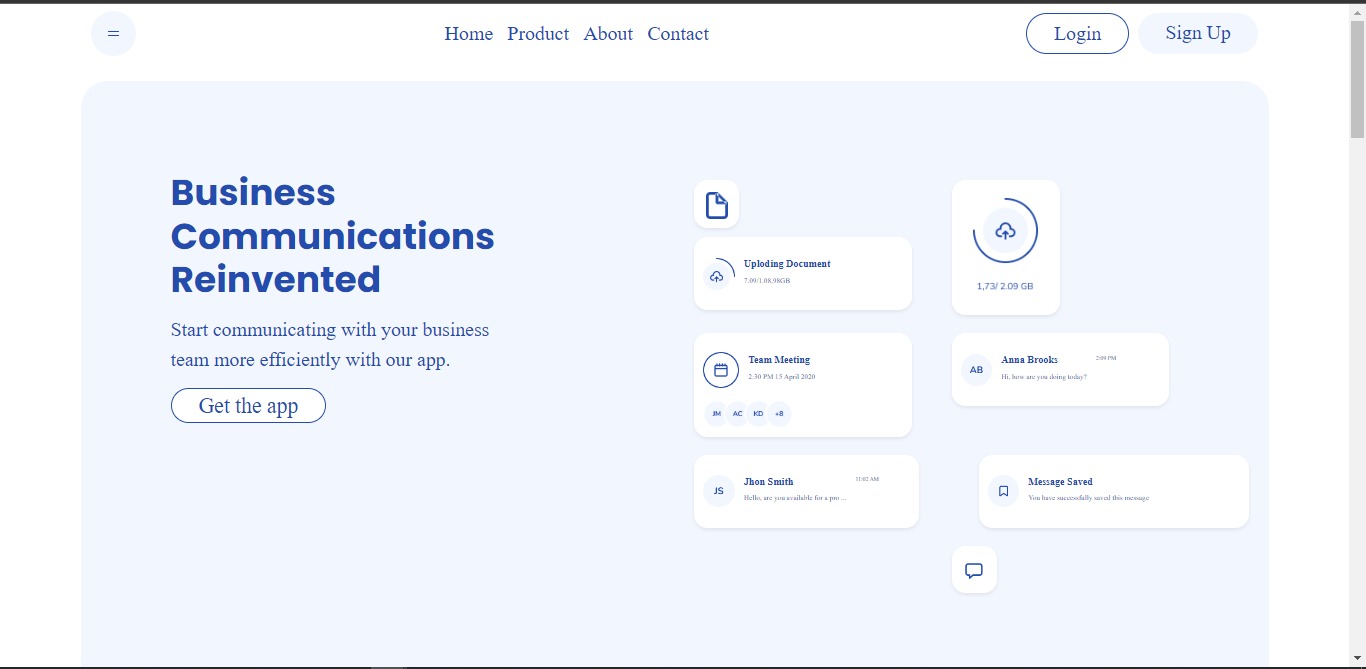 Home Product About Contact
Login
Sign Up
Business
Communications
Reinvented
Start communicating with your business
team more efficiently with our app.
Get the app
Uploding Document
7.09/1.08,98GB
1,73/ 2.09 GB
Team Meeting
2:30 PM 15 April 2020
JM AC KD +8
AB
Anna Brooks
2:09 PM
Hi, how are you doing today?
JS
Jhon Smith
11:02 AM
Hello, are you available for a pro ...
Message Saved
You have successfully saved this message